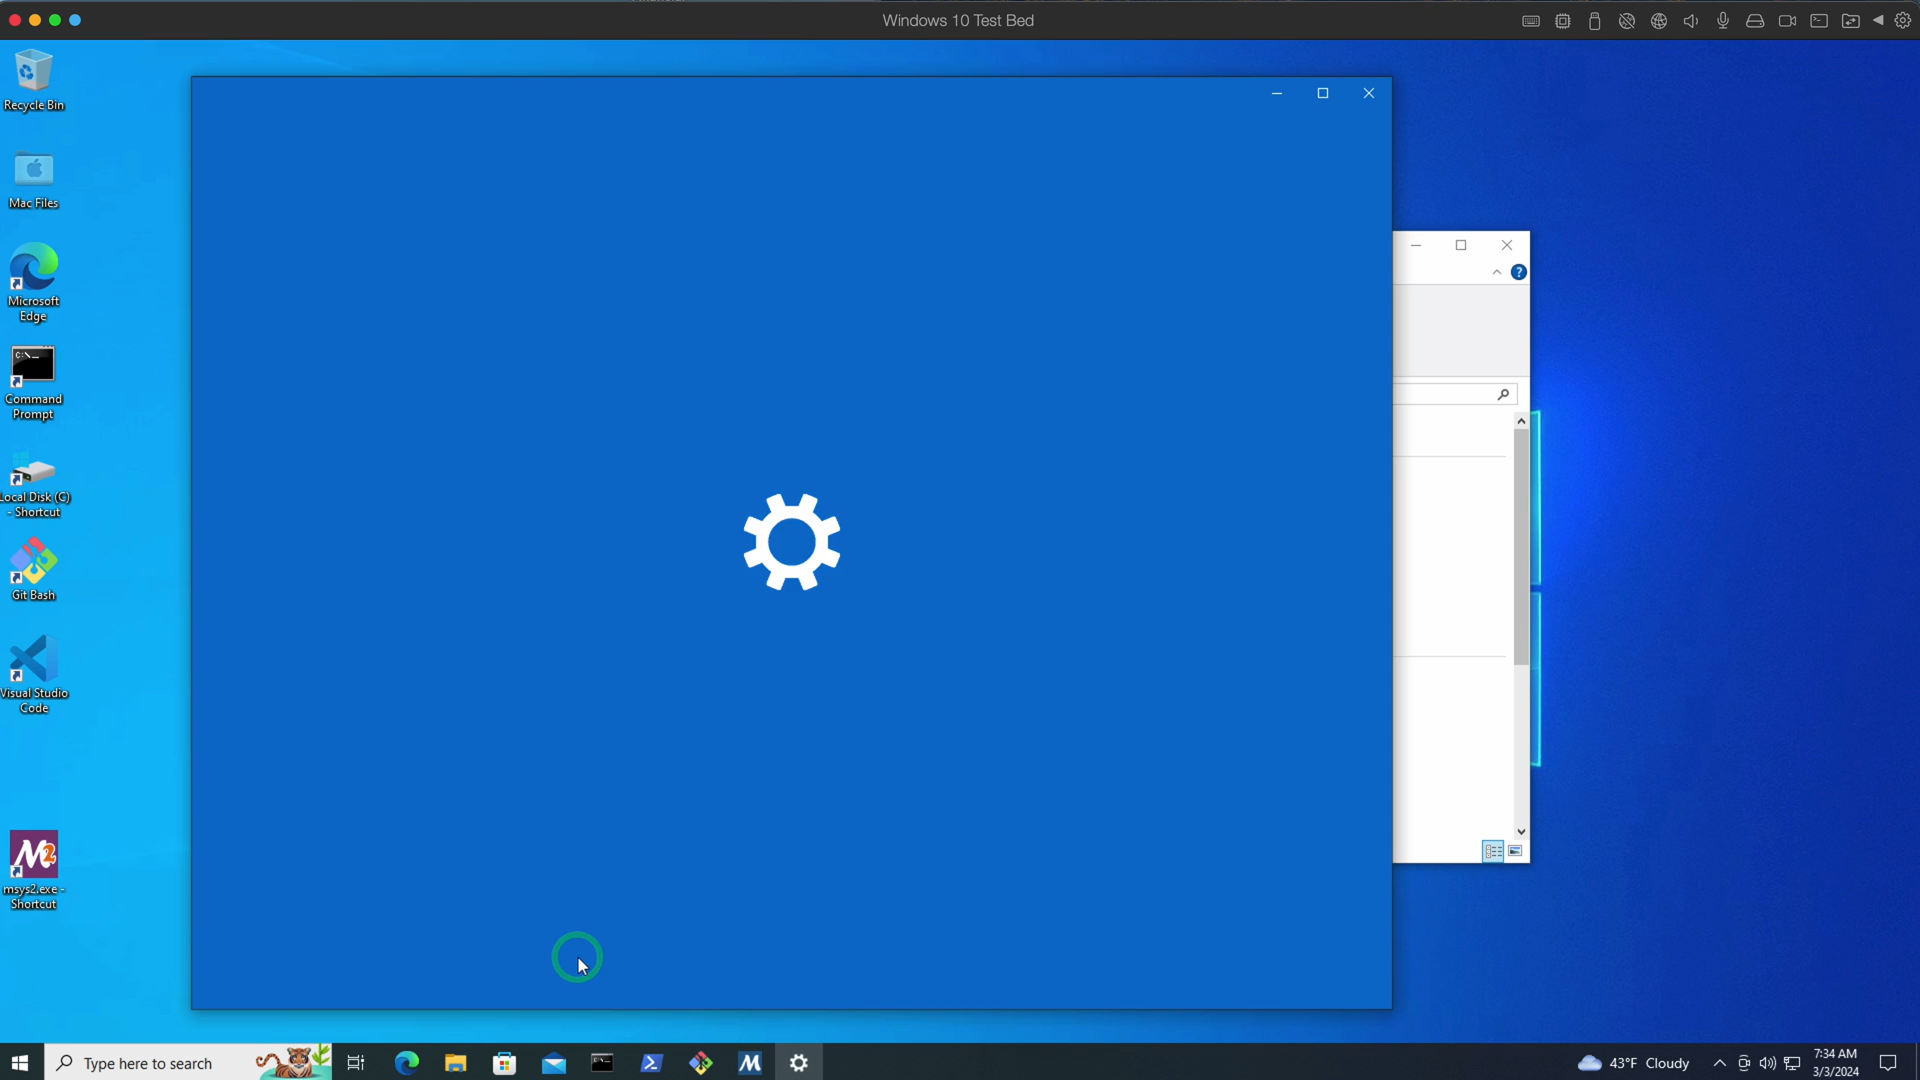 Windows 10 Test Bed
Recycle Bin
Mac Files
Microsoft
Edge
C:\_
Command
Prompt
Local Disk (C)
- Shortcut
Git Bash
Visual Studio
Code
M2
msys2.exe -
Shortcut
?
Type here to search
M
43°F Cloudy
7:34 AM
3/3/2024